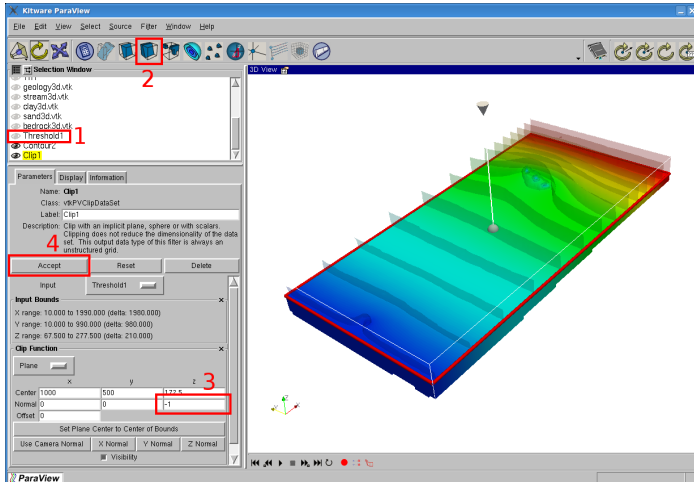 Kitware ParaView
File Edit View Select Source Filter Window Help
2
Selection Window
3D View
geology3d.vtk
stream3d.vtk
clay3d.vtk
sand3d.vtk
bedrock3d.vtk
Threshold1
1
Contour2
Clip1
Parameters Display Information
Name: Clip1
Class: vtkPVClipDataSet
Label: Clip1
Description: Clip with an implicit plane, sphere or with scalars.
Clipping does not reduce the dimensionality of the data
set. This output data type of this filter is always an
unstructured grid.
4
Accept Reset Delete
Input Threshold1
Input Bounds
X range: 10.000 to 1990.000 (delta: 1980.000)
Y range: 10.000 to 990.000 (delta: 980.000)
Z range: 67.500 to 277.500 (delta: 210.000)
Clip Function
Plane
3
x y z
Center 1000 500 172.5
Normal 0 0 -1
Offset 0
Set Plane Center to Center of Bounds
Use Camera Normal X Normal Y Normal Z Normal
Visibility
ParaView